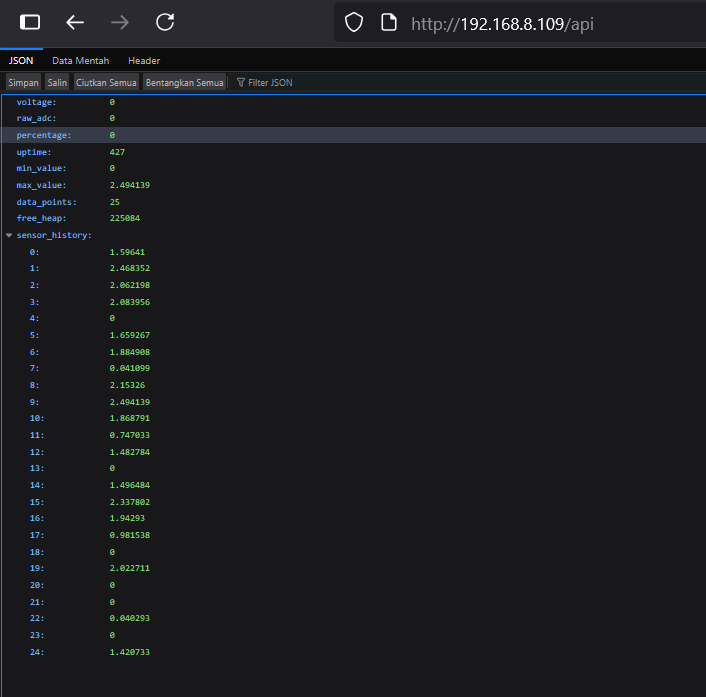 http://192.168.8.109/api
JSON Data Mentah Header
Simpan Salin Ciutkan Semua Bentangkan Semua Filter JSON
voltage: 0
raw_adc: 0
percentage: 0
uptime: 427
min_value: 0
max_value: 2.494139
data_points: 25
free_heap: 225084
sensor_history:
0: 1.59641
1: 2.468352
2: 2.062198
3: 2.083956
4: 0
5: 1.659267
6: 1.884908
7: 0.041099
8: 2.15326
9: 2.494139
10: 1.868791
11: 0.747033
12: 1.482784
13: 0
14: 1.496484
15: 2.337802
16: 1.94293
17: 0.981538
18: 0
19: 2.022711
20: 0
21: 0
22: 0.040293
23: 0
24: 1.420733